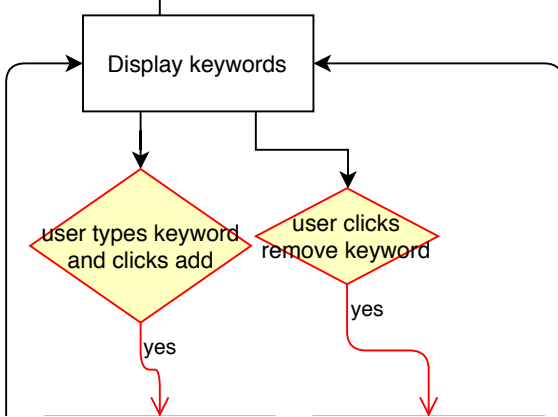 Display keywords
user types keyword
and clicks add
user clicks
remove keyword
yes
yes